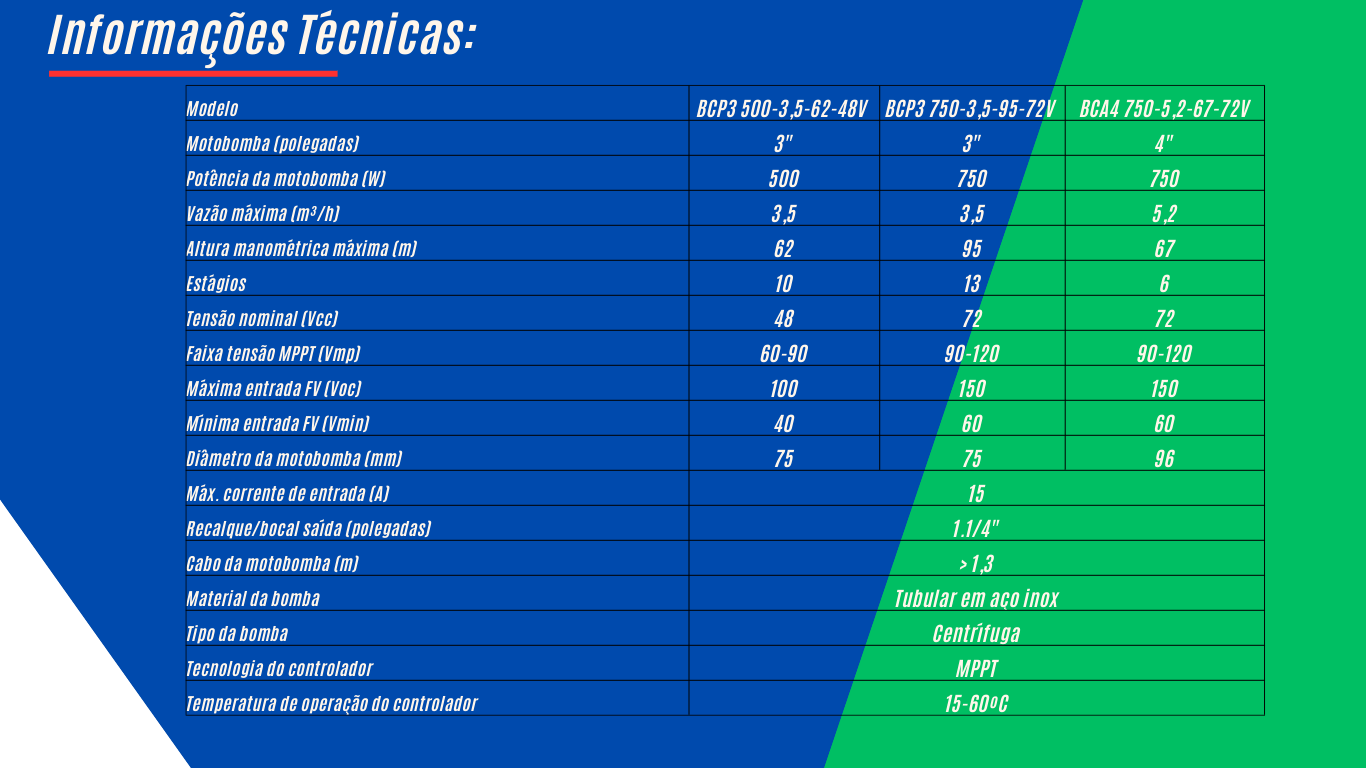 Informações Técnicas:
Modelo BCP3 500-3,5-62-48V BCP3 750-3,5-95-72V BCA4 750-5,2-67-72V
Motobomba (polegadas) 3" 3" 4"
Potência da motobomba (W) 500 750 750
Vazão máxima (m³/h) 3,5 3,5 5,2
Altura manométrica máxima (m) 62 95 67
Estágios 10 13 6
Tensão nominal (Vcc) 48 72 72
Faixa tensão MPPT (Vmp) 60-90 90-120 90-120
Máxima entrada FV (Voc) 100 150 150
Mínima entrada FV (Vmin) 40 60 60
Diâmetro da motobomba (mm) 75 75 96
Máx. corrente de entrada (A) 15
Recalque/bocal saída (polegadas) 1.1/4"
Cabo da motobomba (m) >1,3
Material da bomba Tubular em aço inox
Tipo da bomba Centrífuga
Tecnologia do controlador MPPT
Temperatura de operação do controlador 15-60ºC